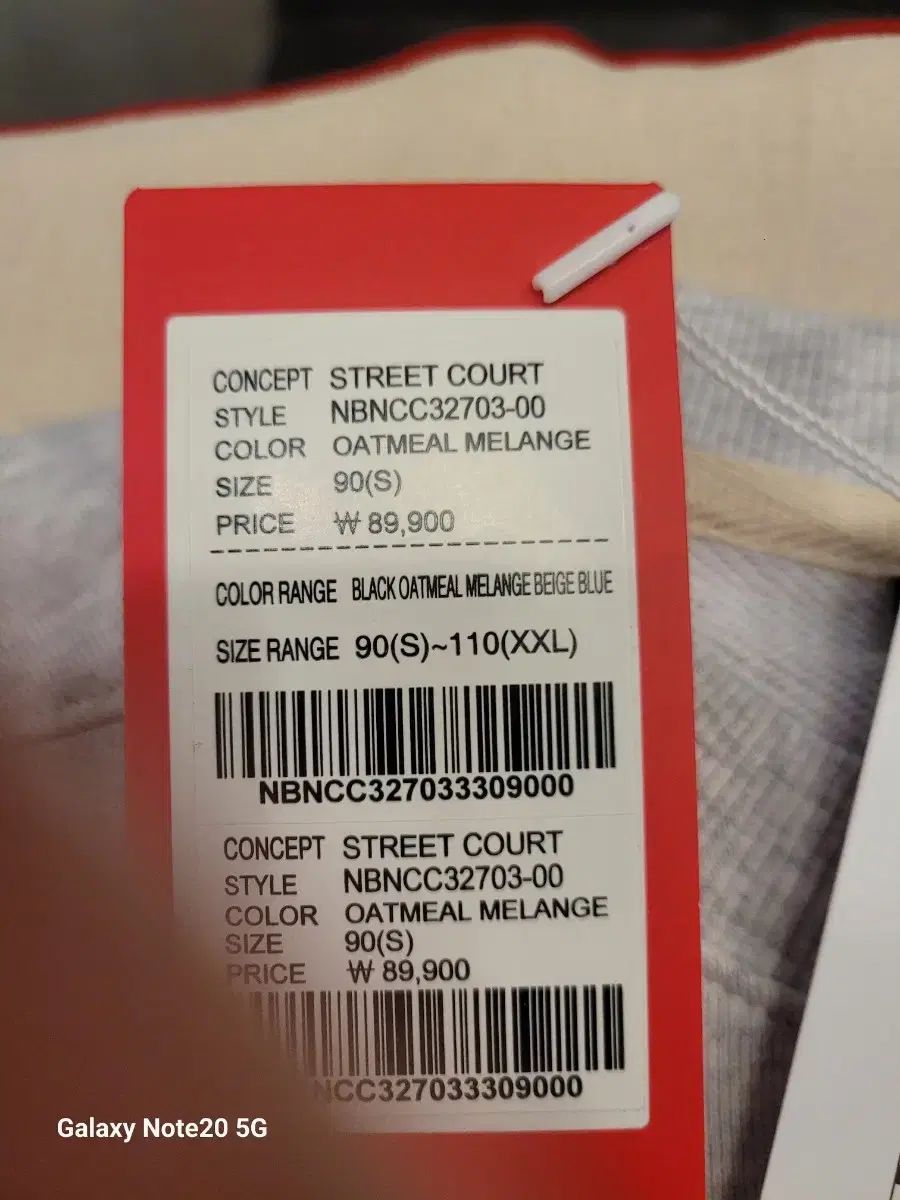 CONCEPT STREET COURT
STYLE NBNCC32703-00
COLOR OATMEAL MELANGE
SIZE 90(S)
PRICE ₩ 89,900
COLOR RANGE BLACK OATMEAL MELANGE BEIGE BLUE
SIZE RANGE 90(S)~110(XXL)
NBNCC327033309000
CONCEPT STREET COURT
STYLE NBNCC32703-00
COLOR OATMEAL MELANGE
SIZE 90(S)
PRICE ₩ 89,900
NCC327033309000
Galaxy Note20 5G